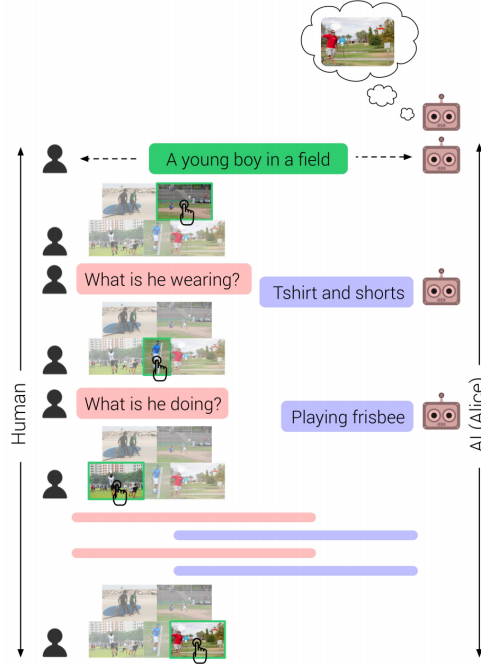 A young boy in a field
What is he wearing?
Tshirt and shorts
What is he doing?
Playing frisbee
Human
AI (Alice)